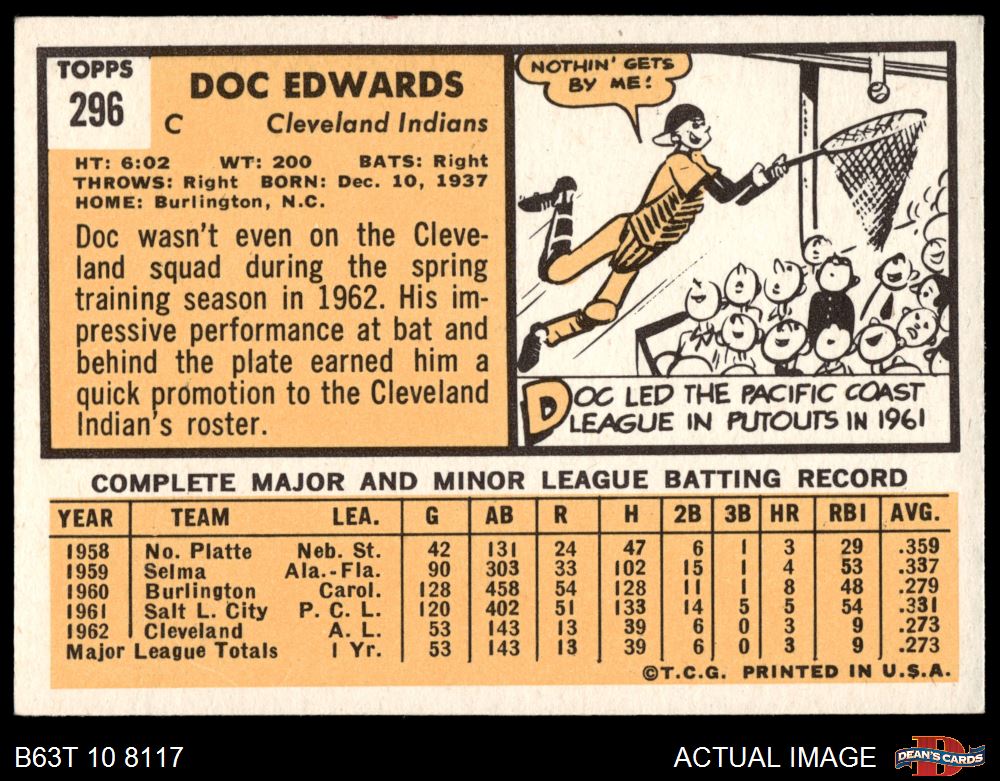 TOPPS
296
DOC EDWARDS
C Cleveland Indians
HT: 6:02 WT: 200 BATS: Right
THROWS: Right BORN: Dec. 10, 1937
HOME: Burlington, N.C.
Doc wasn't even on the Cleve-
land squad during the spring
training season in 1962. His im-
pressive performance at bat and
behind the plate earned him a
quick promotion to the Cleveland
Indian's roster.
NOTHIN' GETS
BY ME!
DOC LED THE PACIFIC COAST
LEAGUE IN PUTOUTS IN 1961
COMPLETE MAJOR AND MINOR LEAGUE BATTING RECORD
YEAR TEAM LEA. G AB R H 2B 3B HR RBI AVG.
1958 No. Platte Neb. St. 42 131 24 47 6 1 3 29 .359
1959 Selma Ala.-Fla. 90 303 33 102 15 1 4 53 .337
1960 Burlington Carol. 128 458 54 128 11 1 8 48 .279
1961 Salt L. City P. C. L. 120 402 51 133 14 5 5 54 .331
1962 Cleveland A. L. 53 143 13 39 6 0 3 9 .273
Major League Totals 1 Yr. 53 143 13 39 6 0 3 9 .273
©T.C.G. PRINTED IN U.S.A.
B63T 10 8117 ACTUAL IMAGE
D
DEAN'S CARDS